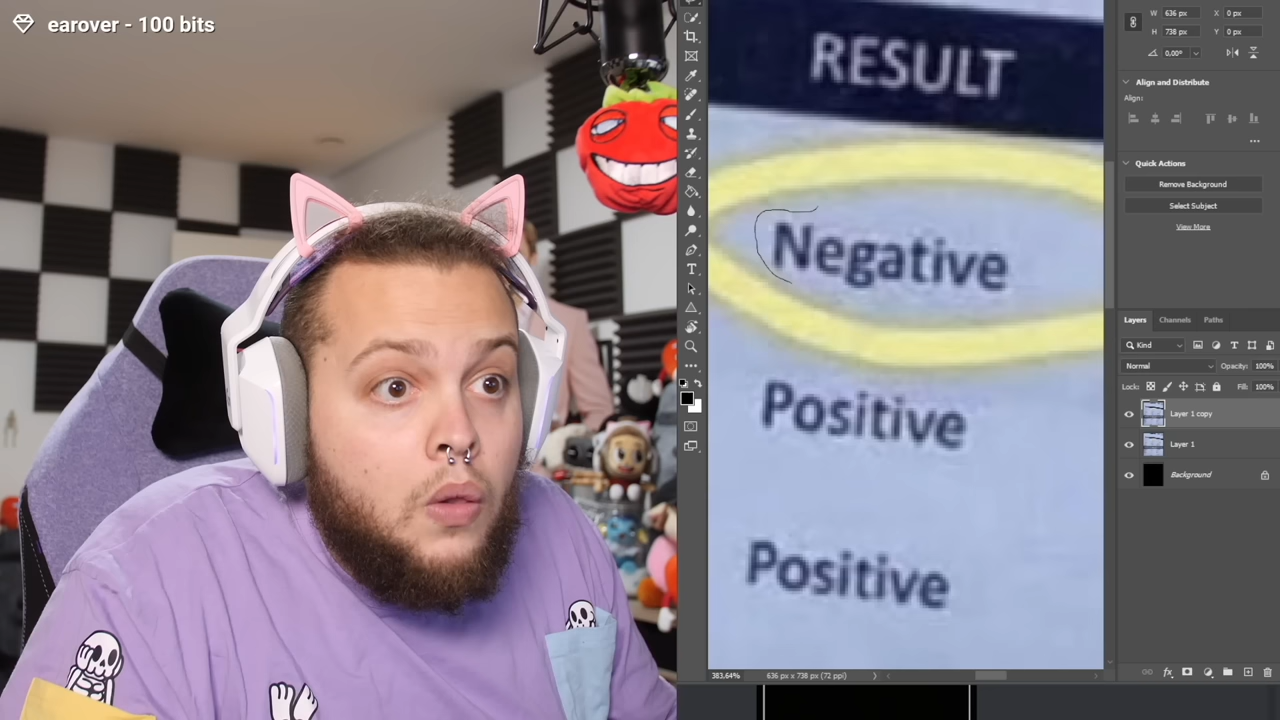 earover - 100 bits
RESULT
Negative
Positive
Positive
W 636 px X 0 px
H 738 px Y 0 px
0,00°
Align and Distribute
Align:
Quick Actions
Remove Background
Select Subject
View More
Layers Channels Paths
Kind
Normal Opacity: 100%
Lock: Fill: 100%
Layer 1 copy
Layer 1
Background
fx
383,64% 636 px x 738 px (72 ppi)